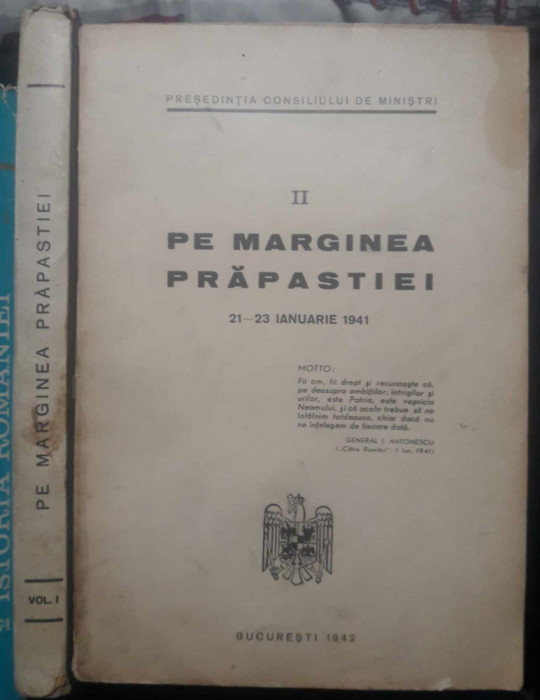 ISTORIA ROMÂNIEI
PE MARGINEA PRĂPASTIEI
VOL. I
PREȘEDINȚIA CONSILIULUI DE MINIȘTRI
II
PE MARGINEA
PRĂPASTIEI
21—23 IANUARIE 1941
MOTTO:
Fii om, fii drept și recunoaște că,
pe deasupra ambițiilor, intrigilor și
urilor, este Patria, este veșnicia
Neamului, și că acolo trebue să ne
întâlnim totdeauna, chiar dacă nu
ne înțelegem de fiecare dată.
GENERAL I. ANTONESCU
(„Către Români", 1 Ian. 1941)
BUCUREȘTI 1942